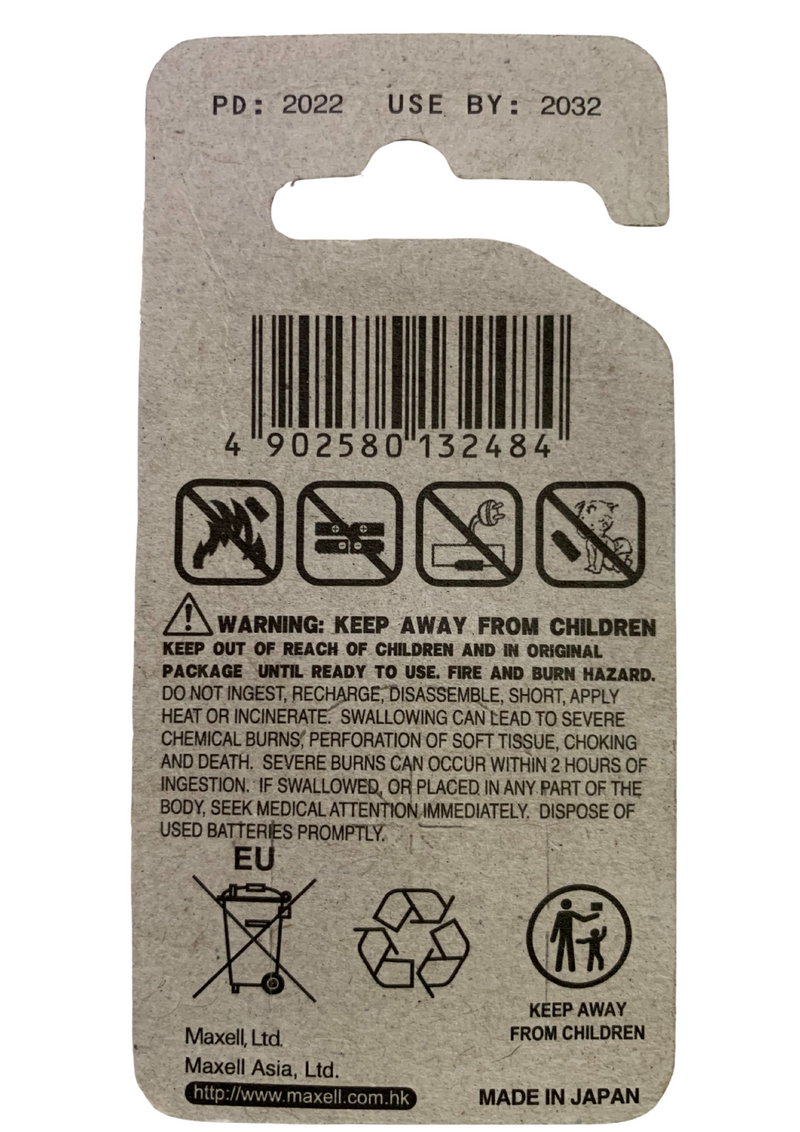 PD: 2022 USE BY: 2032
4 902580 132484
WARNING: KEEP AWAY FROM CHILDREN
KEEP OUT OF REACH OF CHILDREN AND IN ORIGINAL
PACKAGE UNTIL READY TO USE. FIRE AND BURN HAZARD.
DO NOT INGEST, RECHARGE, DISASSEMBLE, SHORT, APPLY
HEAT OR INCINERATE. SWALLOWING CAN LEAD TO SEVERE
CHEMICAL BURNS, PERFORATION OF SOFT TISSUE, CHOKING
AND DEATH. SEVERE BURNS CAN OCCUR WITHIN 2 HOURS OF
INGESTION. IF SWALLOWED, OR PLACED IN ANY PART OF THE
BODY, SEEK MEDICAL ATTENTION IMMEDIATELY. DISPOSE OF
USED BATTERIES PROMPTLY.
EU
KEEP AWAY
FROM CHILDREN
Maxell, Ltd.
Maxell Asia, Ltd.
http://www.maxell.com.hk
MADE IN JAPAN